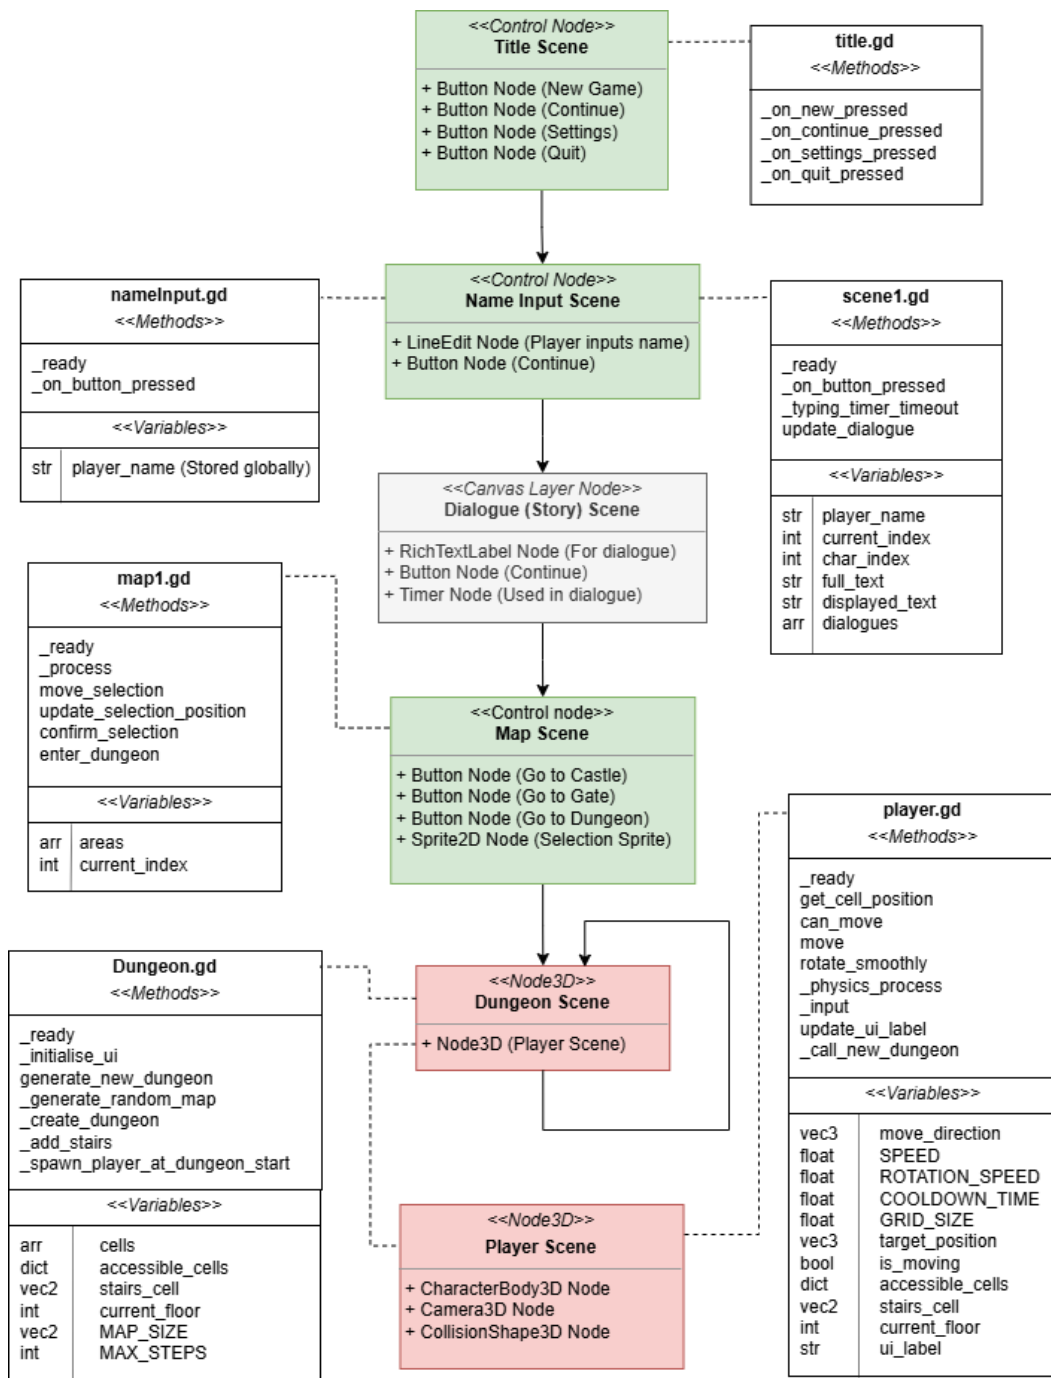 <<Control Node>>
Title Scene
+ Button Node (New Game)
+ Button Node (Continue)
+ Button Node (Settings)
+ Button Node (Quit)
title.gd
<<Methods>>
_on_new_pressed
_on_continue_pressed
_on_settings_pressed
_on_quit_pressed
nameInput.gd
<<Methods>>
_ready
_on_button_pressed
<<Variables>>
str player_name (Stored globally)
<<Control Node>>
Name Input Scene
+ LineEdit Node (Player inputs name)
+ Button Node (Continue)
scene1.gd
<<Methods>>
_ready
_on_button_pressed
_typing_timer_timeout
update_dialogue
<<Variables>>
str player_name
int current_index
int char_index
str full_text
str displayed_text
arr dialogues
<<Canvas Layer Node>>
Dialogue (Story) Scene
+ RichTextLabel Node (For dialogue)
+ Button Node (Continue)
+ Timer Node (Used in dialogue)
map1.gd
<<Methods>>
_ready
_process
move_selection
update_selection_position
confirm_selection
enter_dungeon
<<Variables>>
arr areas
int current_index
<<Control node>>
Map Scene
+ Button Node (Go to Castle)
+ Button Node (Go to Gate)
+ Button Node (Go to Dungeon)
+ Sprite2D Node (Selection Sprite)
player.gd
<<Methods>>
_ready
get_cell_position
can_move
move
rotate_smoothly
_physics_process
_input
update_ui_label
_call_new_dungeon
<<Variables>>
vec3 move_direction
float SPEED
float ROTATION_SPEED
float COOLDOWN_TIME
float GRID_SIZE
vec3 target_position
bool is_moving
dict accessible_cells
vec2 stairs_cell
int current_floor
str ui_label
Dungeon.gd
<<Methods>>
_ready
_initialise_ui
generate_new_dungeon
_generate_random_map
_create_dungeon
_add_stairs
_spawn_player_at_dungeon_start
<<Variables>>
arr cells
dict accessible_cells
vec2 stairs_cell
int current_floor
vec2 MAP_SIZE
int MAX_STEPS
<<Node3D>>
Dungeon Scene
+ Node3D (Player Scene)
<<Node3D>>
Player Scene
+ CharacterBody3D Node
+ Camera3D Node
+ CollisionShape3D Node